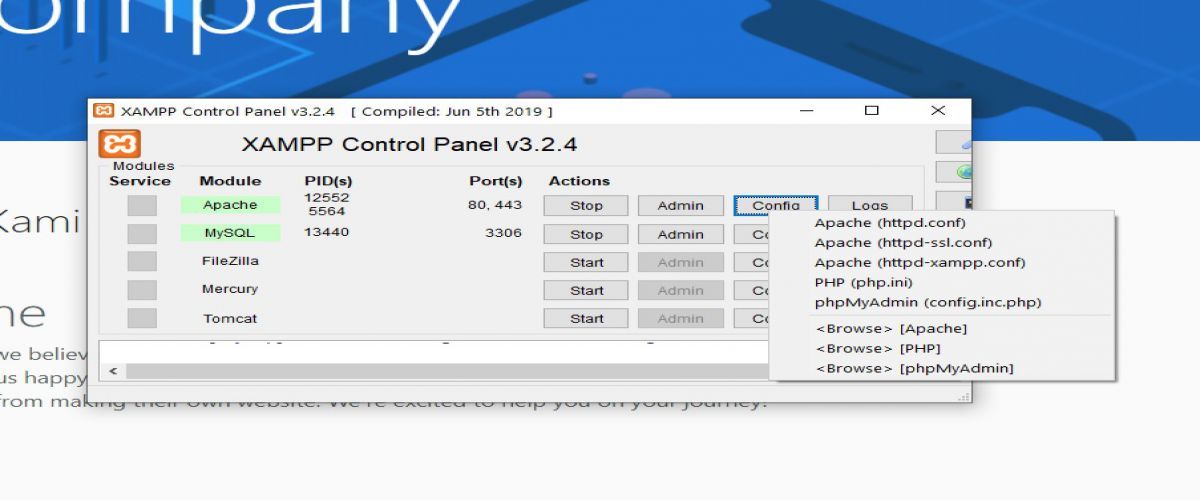 ompany
XAMPP Control Panel v3.2.4 [ Compiled: Jun 5th 2019 ]
XAMPP Control Panel v3.2.4
Modules
Service Module PID(s) Port(s) Actions
Apache 12552 5564 80, 443 Stop Admin Config Logs
MySQL 13440 3306 Stop Admin Co
FileZilla Start Admin Co
Mercury Start Admin Co
Tomcat Start Admin Co
Apache (httpd.conf)
Apache (httpd-ssl.conf)
Apache (httpd-xampp.conf)
PHP (php.ini)
phpMyAdmin (config.inc.php)
<Browse> [Apache]
<Browse> [PHP]
<Browse> [phpMyAdmin]
Kami
ne
we believ
us happy
from making their own website. We're excited to help you on your journey!